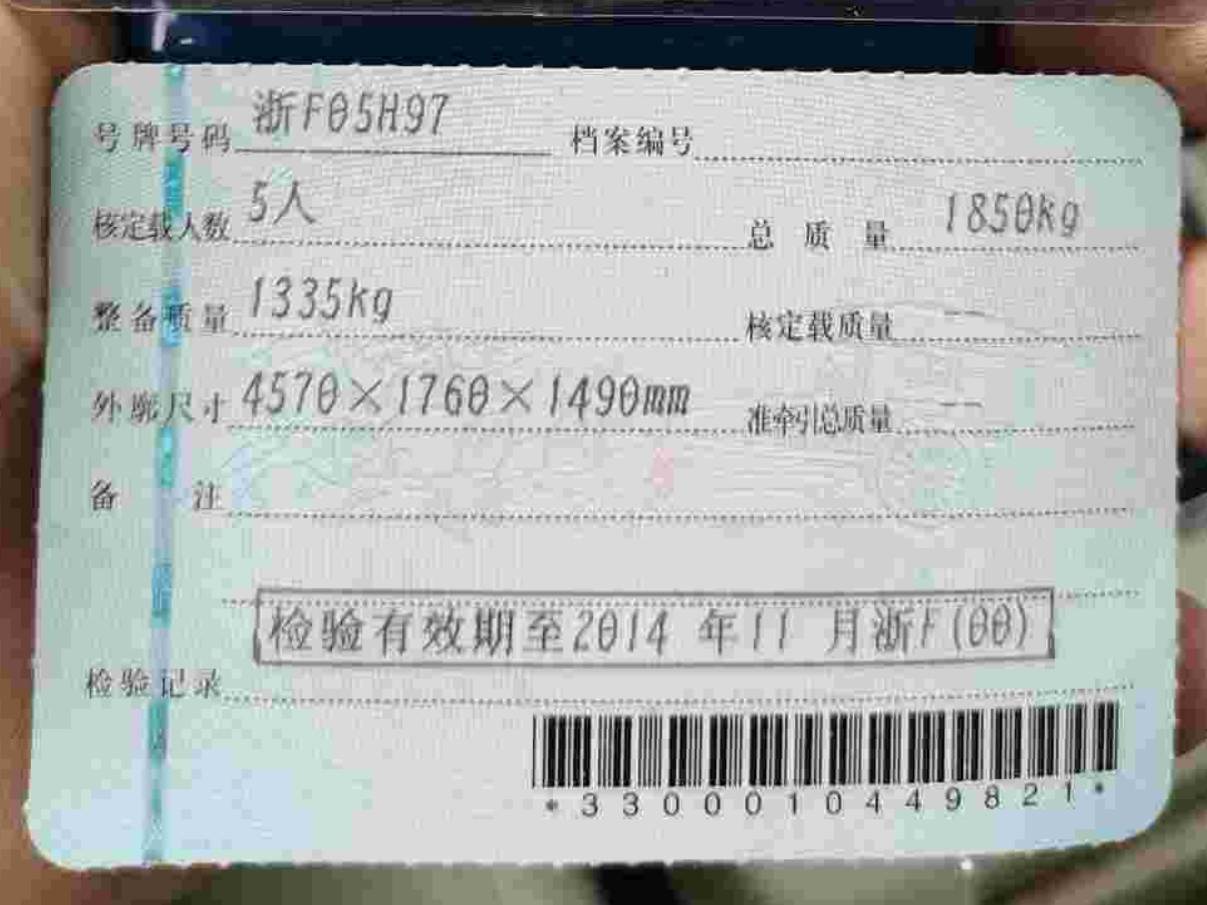 号牌号码 浙F05H97 档案编号
核定载人数 5人 总质量 1850kg
整备质量 1335kg 核定载质量 --
外廓尺寸 4570×1760×1490mm 准牵引总质量 --
备注
检验有效期至2014 年11 月浙F(00)
检验记录
*3300010449821*